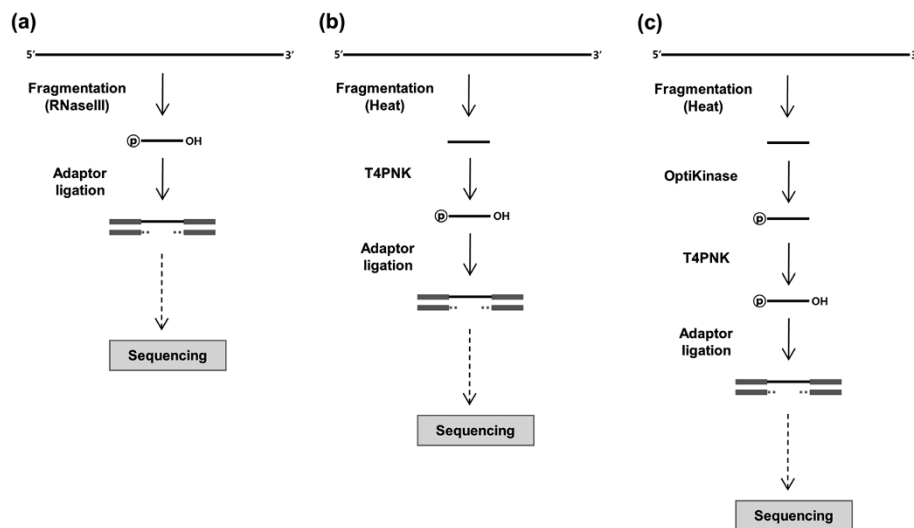 (a)
5′ 3′
Fragmentation
(RNaseIII)
p OH
Adaptor
ligation
Sequencing
(b)
5′ 3′
Fragmentation
(Heat)
T4PNK
p OH
Adaptor
ligation
Sequencing
(c)
5′ 3′
Fragmentation
(Heat)
OptiKinase
p
T4PNK
p OH
Adaptor
ligation
Sequencing